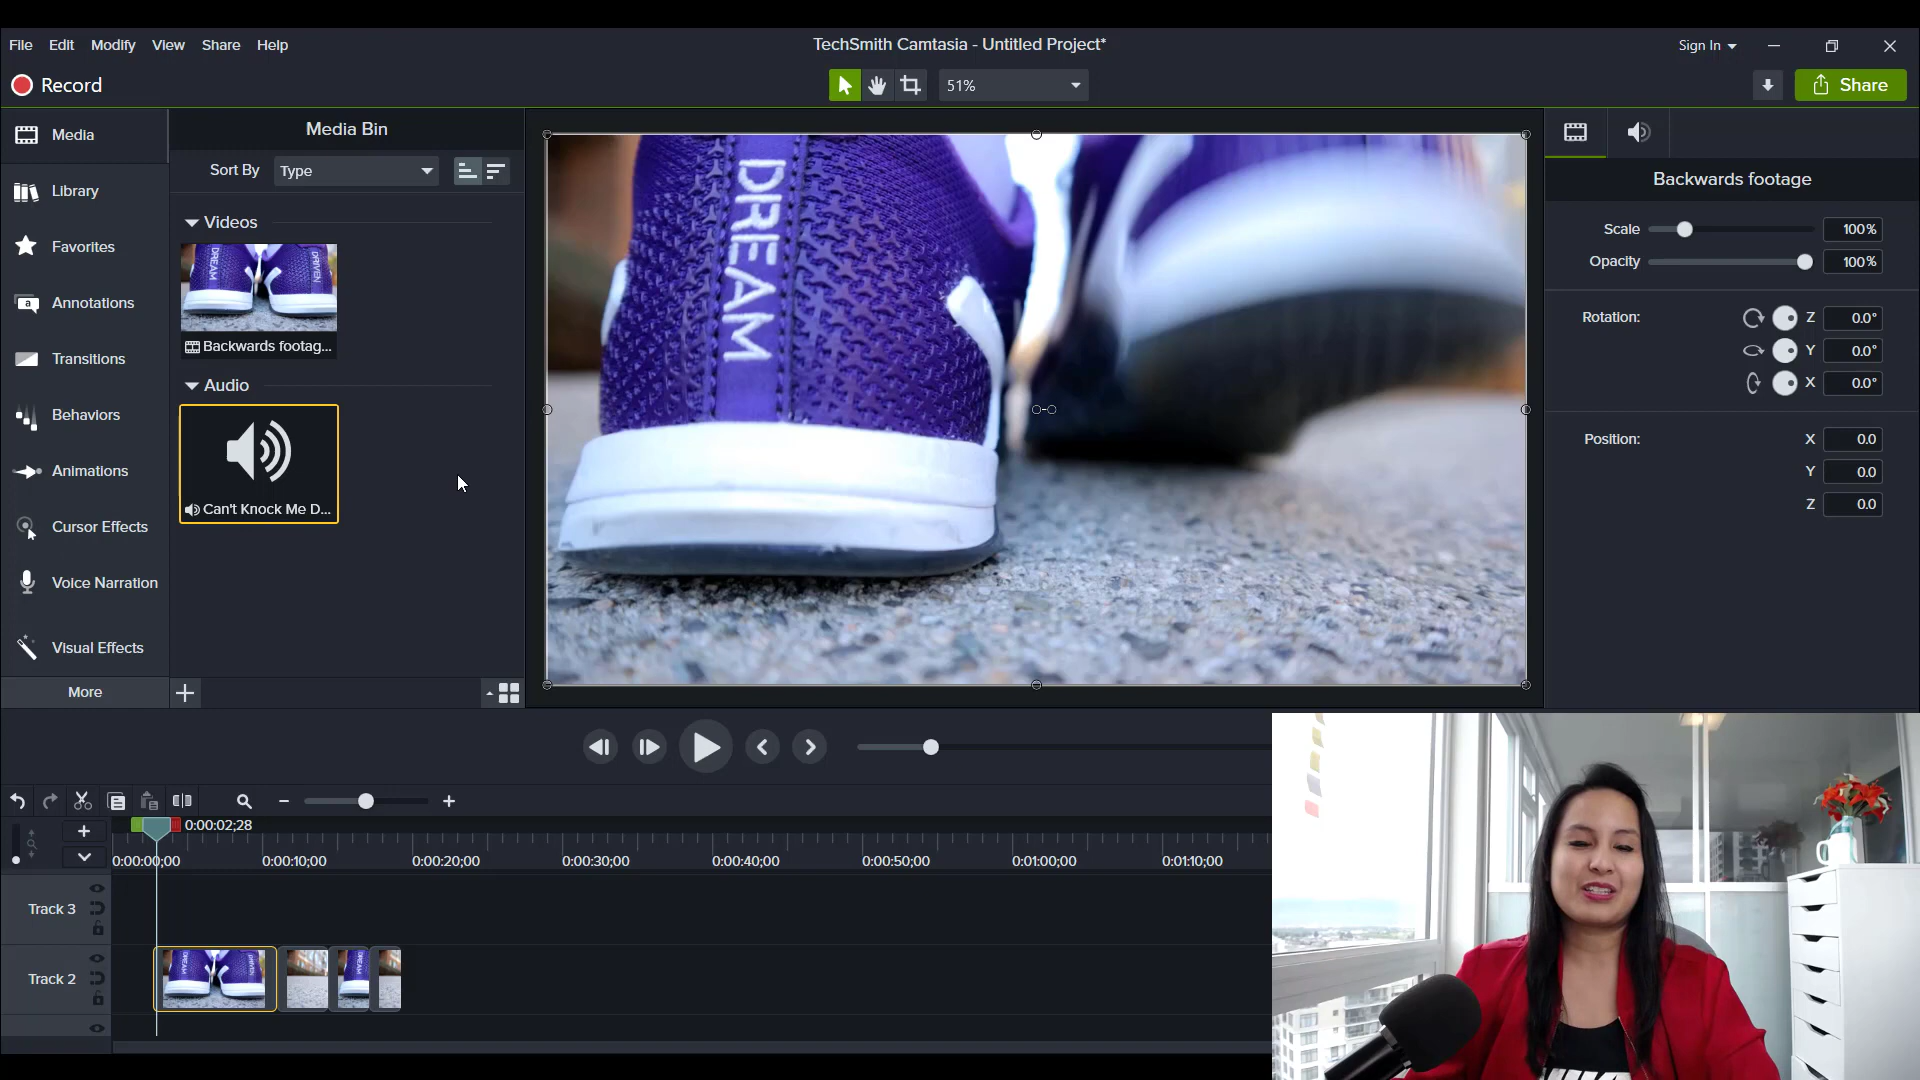 File Edit Modify View Share Help
TechSmith Camtasia - Untitled Project*
Sign In
Record
51%
Share
Media
Library
Favorites
Annotations
Transitions
Behaviors
Animations
Cursor Effects
Voice Narration
Visual Effects
More
Media Bin
Sort By Type
Videos
DREAM DRIVEN
Backwards footag...
Audio
Can't Knock Me D...
DREAM
Backwards footage
Scale 100%
Opacity 100%
Rotation: Z 0.0°
Y 0.0°
X 0.0°
Position: X 0.0
Y 0.0
Z 0.0
0:00:02;28
0:00:00;00 0:00:10;00 0:00:20;00 0:00:30;00 0:00:40;00 0:00:50;00 0:01:00;00 0:01:10;00
Track 3
Track 2
DREAM DRIVEN DREAM